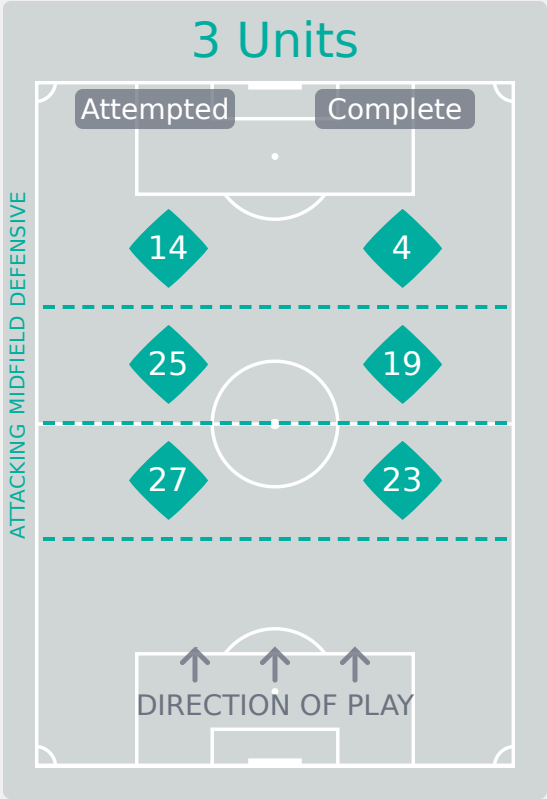 3 Units
Attempted Complete
ATTACKING MIDFIELD DEFENSIVE
14 4
25 19
27 23
DIRECTION OF PLAY